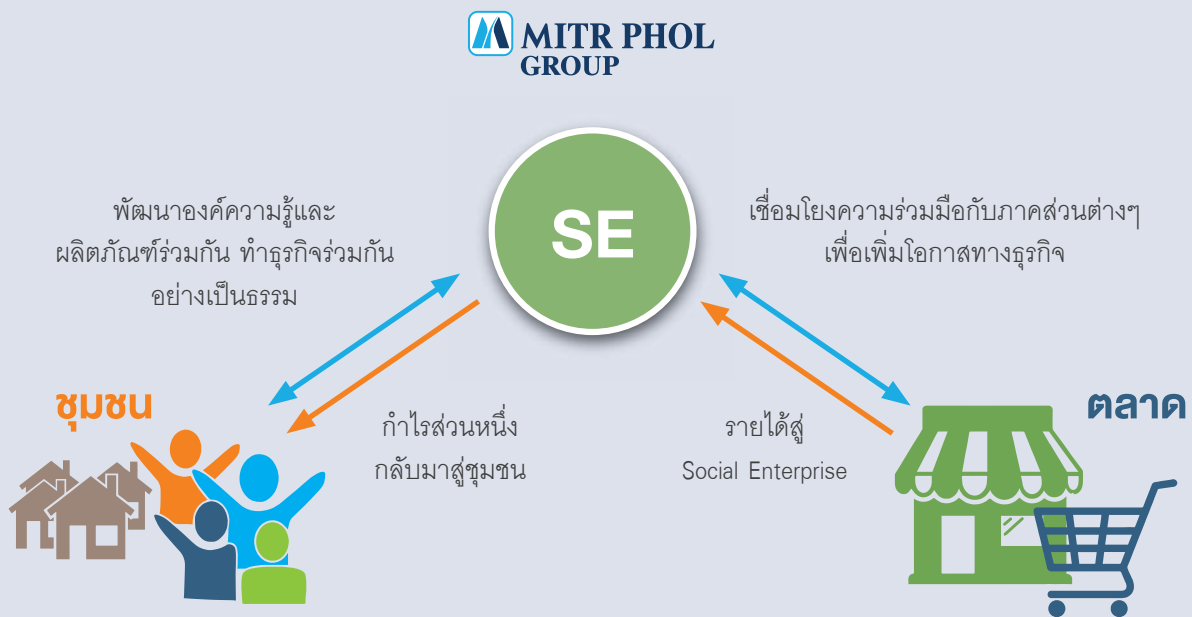 MITR PHOL
GROUP
SE
พัฒนาองค์ความรู้และ
ผลิตภัณฑ์ร่วมกัน ทำธุรกิจร่วมกัน
อย่างเป็นธรรม
เชื่อมโยงความร่วมมือกับภาคส่วนต่างๆ
เพื่อเพิ่มโอกาสทางธุรกิจ
ชุมชน
กำไรส่วนหนึ่ง
กลับมาสู่ชุมชน
รายได้สู่
Social Enterprise
ตลาด